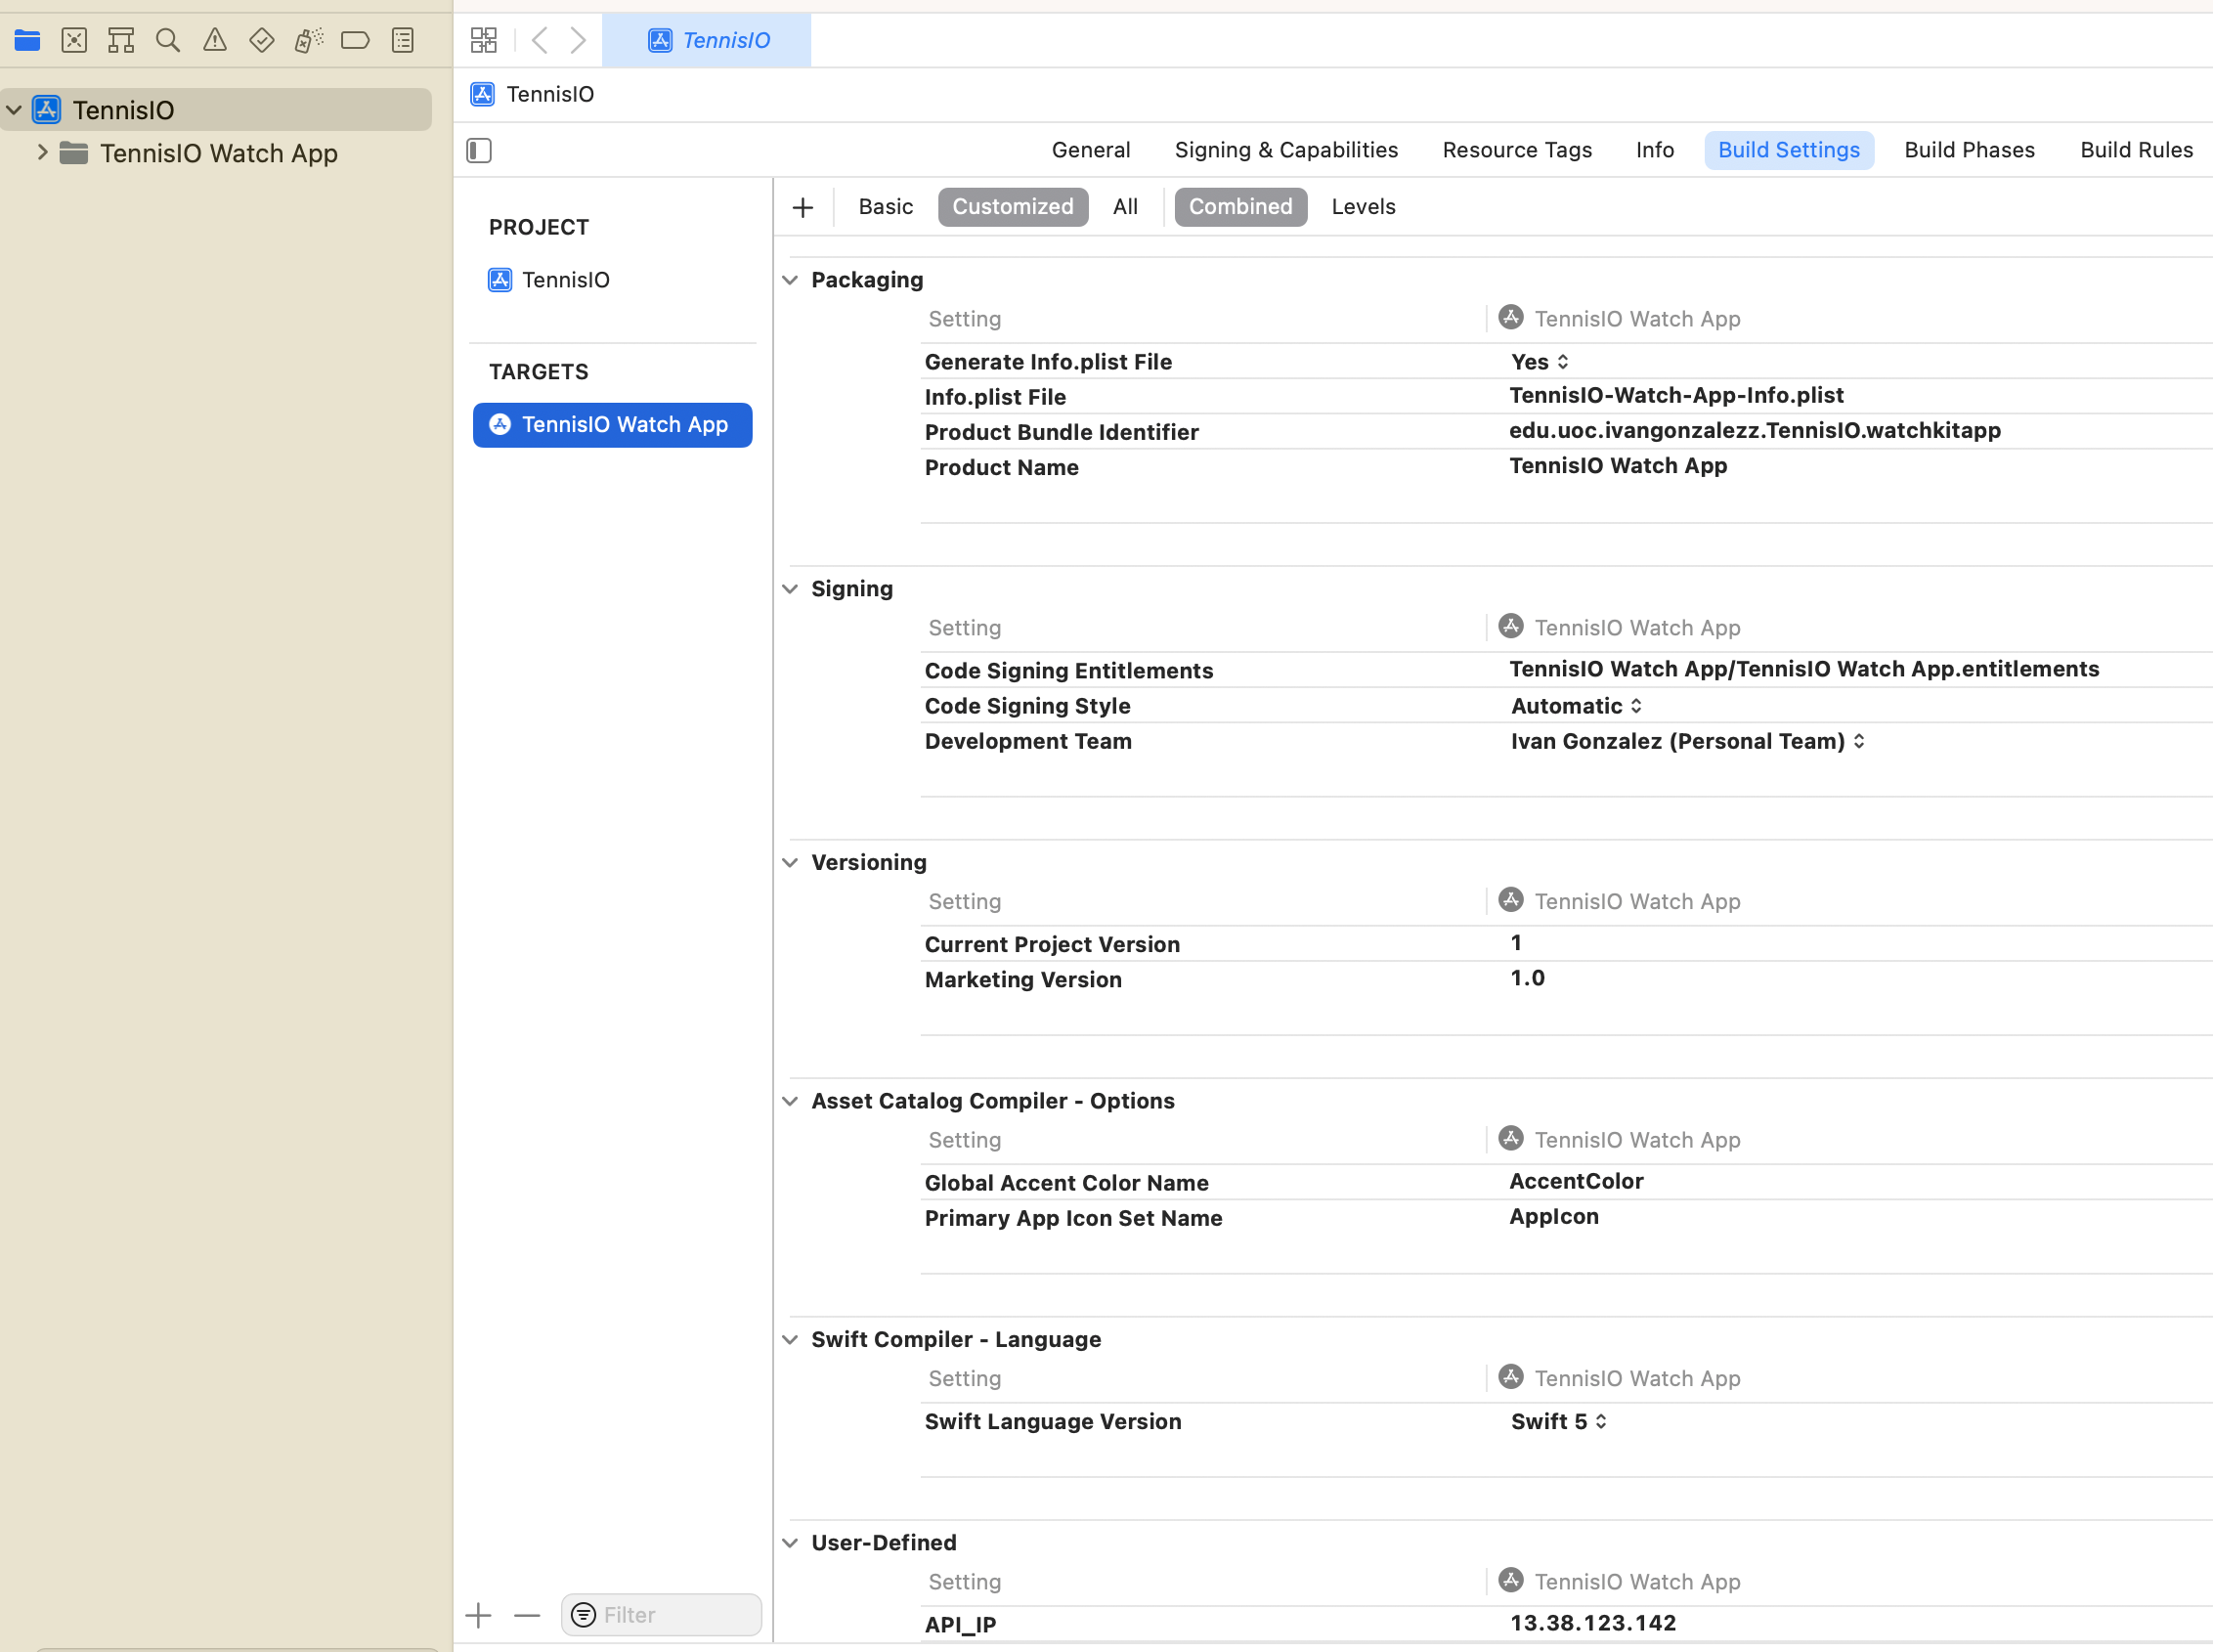 TennisIO
TennisIO
TennisIO Watch App
TennisIO
General Signing & Capabilities Resource Tags Info Build Settings Build Phases Build Rules
PROJECT
TennisIO
TARGETS
TennisIO Watch App
Basic Customized All Combined Levels
Packaging
Setting TennisIO Watch App
Generate Info.plist File Yes
Info.plist File TennisIO-Watch-App-Info.plist
Product Bundle Identifier edu.uoc.ivangonzalezz.TennisIO.watchkitapp
Product Name TennisIO Watch App
Signing
Setting TennisIO Watch App
Code Signing Entitlements TennisIO Watch App/TennisIO Watch App.entitlements
Code Signing Style Automatic
Development Team Ivan Gonzalez (Personal Team)
Versioning
Setting TennisIO Watch App
Current Project Version 1
Marketing Version 1.0
Asset Catalog Compiler - Options
Setting TennisIO Watch App
Global Accent Color Name AccentColor
Primary App Icon Set Name AppIcon
Swift Compiler - Language
Setting TennisIO Watch App
Swift Language Version Swift 5
User-Defined
Setting TennisIO Watch App
API_IP 13.38.123.142
Filter